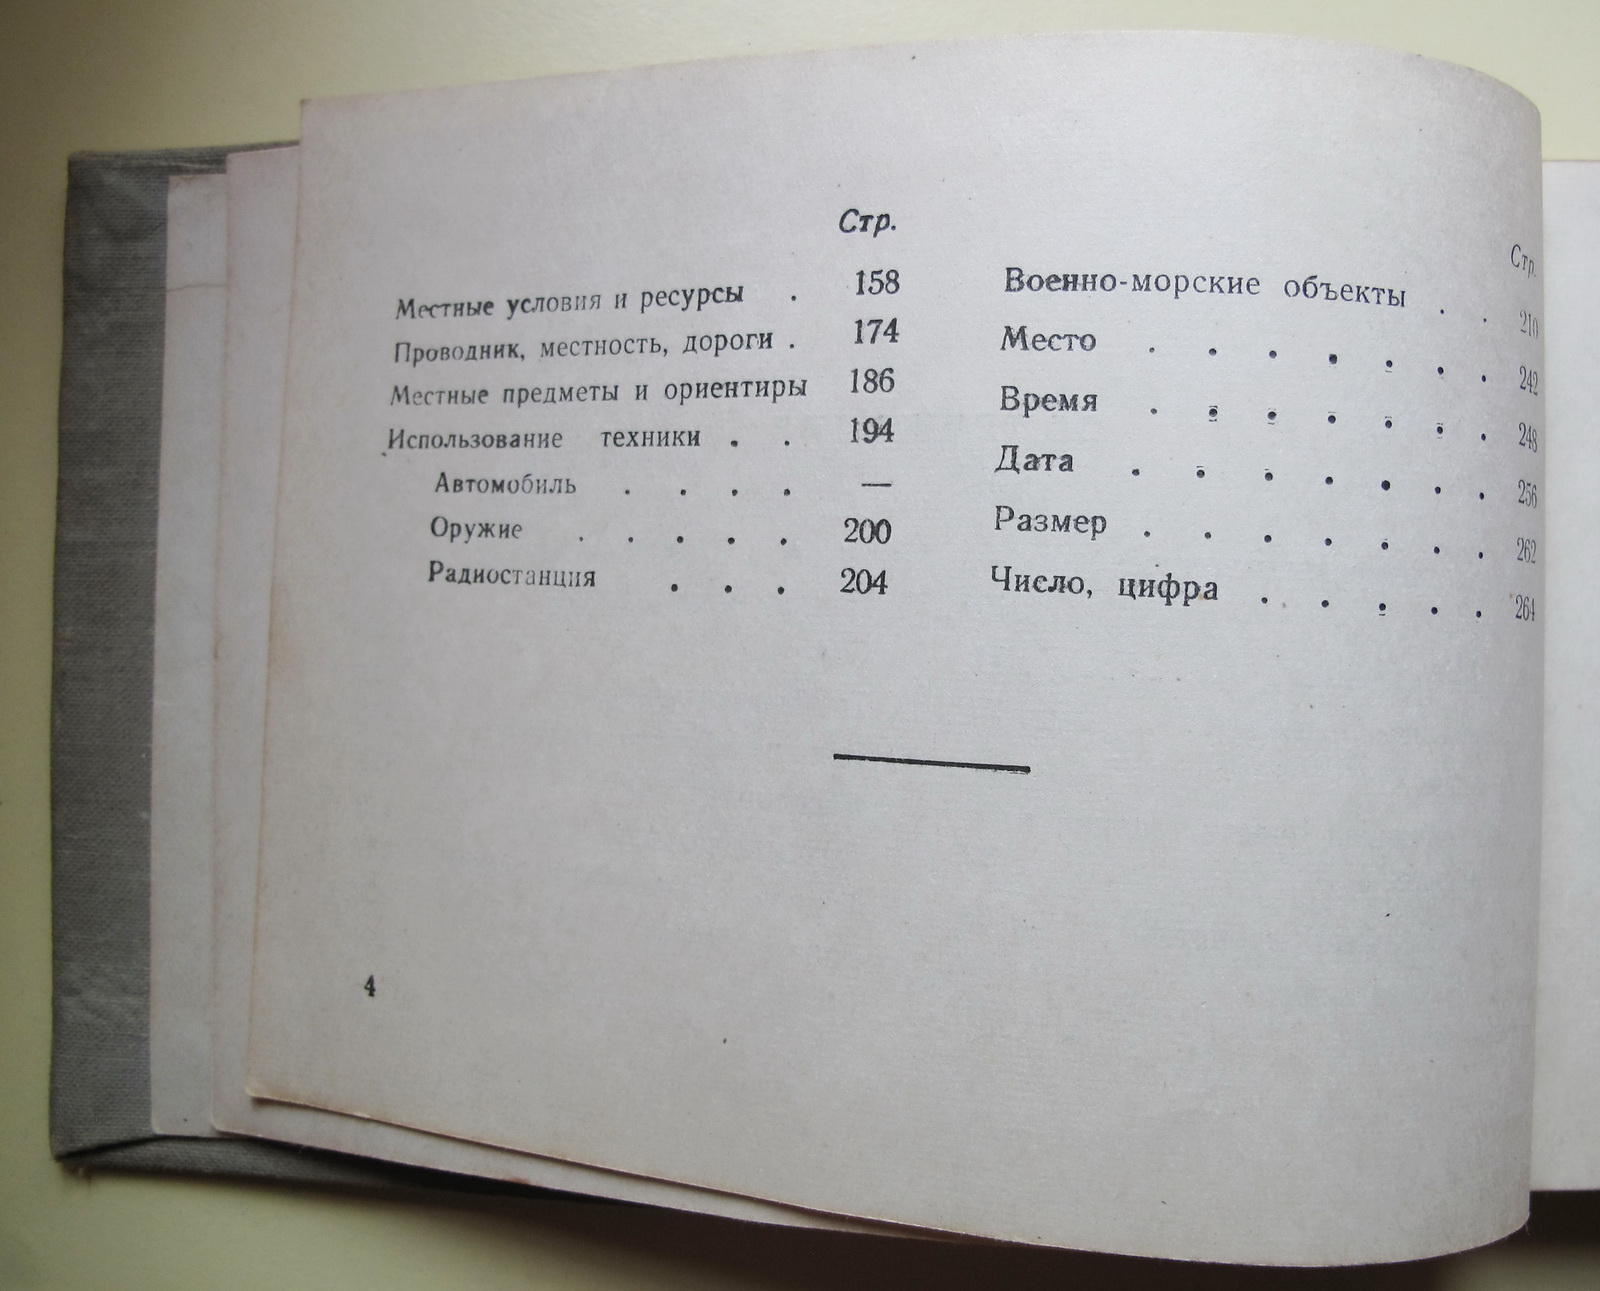 Стр.
Местные условия и ресурсы . 158
Проводник, местность, дороги . 174
Местные предметы и ориентиры 186
Использование техники . . 194
Автомобиль . . . . —
Оружие . . . . . 200
Радиостанция . . . 204
Стр.
Военно-морские объекты . . 210
Место . . . . . . . 242
Время . . . . . . . 248
Дата . . . . . . . 256
Размер . . . . . . . 262
Число, цифра . . . . . 264
4